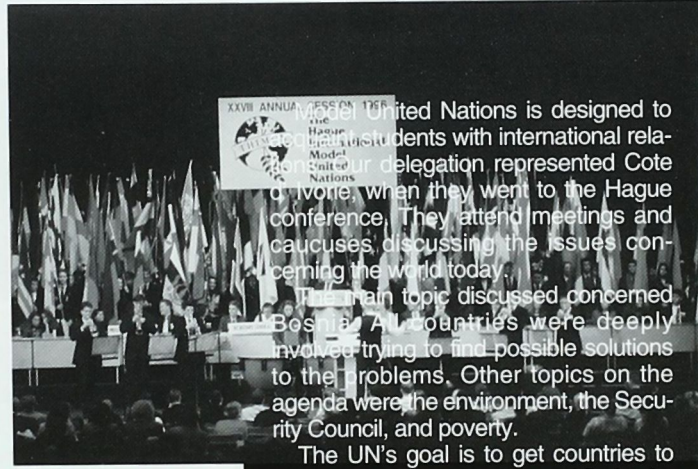 XXVIII ANNUAL SESSION 1996
The
Hague
International
Model
United
Nations
THIMUN
Model United Nations is designed to
acquaint students with international rela-
tions. Our delegation represented Cote
d'Ivorie, when they went to the Hague
conference. They attend meetings and
caucuses, discussing the issues con-
cerning the world today.
The main topic discussed concerned
Bosnia. All countries were deeply
involved trying to find possible solutions
to the problems. Other topics on the
agenda were the environment, the Secu-
rity Council, and poverty.
The UN's goal is to get countries to